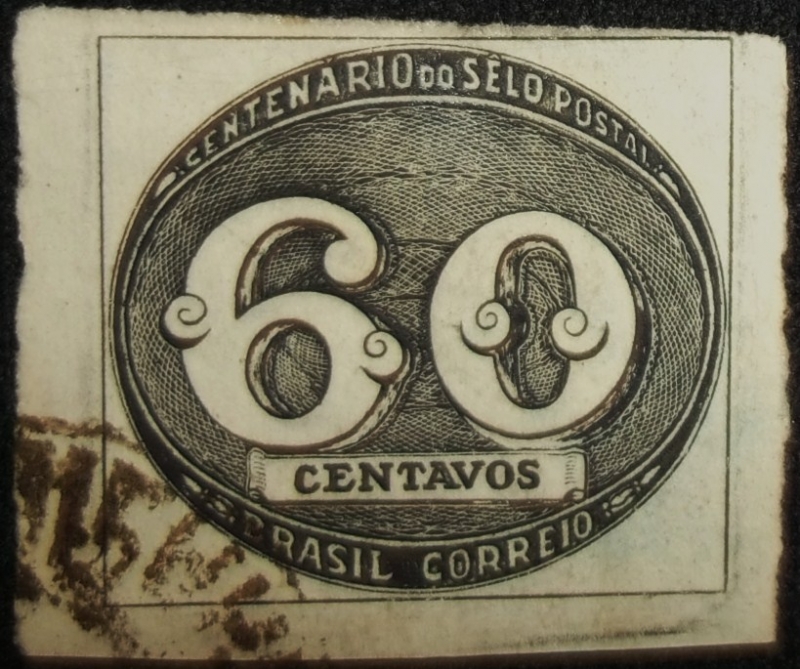 CENTENARIO DO SÊLO POSTAL
60
CENTAVOS
BRASIL CORREIO